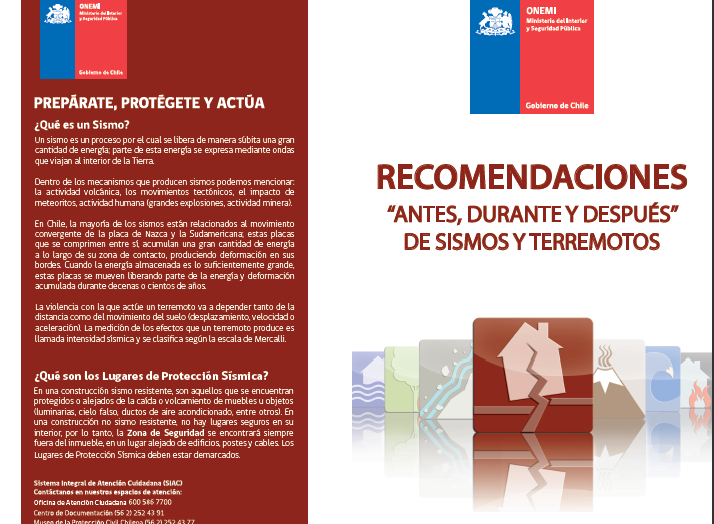 ONEMI
Ministerio del Interior
y Seguridad Pública
Gobierno de Chile
PREPÁRATE, PROTÉGETE Y ACTÚA
¿Qué es un Sismo?
Un sismo es un proceso por el cual se libera de manera súbita una gran
cantidad de energía; parte de esta energía se expresa mediante ondas
que viajan al interior de la Tierra.
Dentro de los mecanismos que producen sismos podemos mencionar:
la actividad volcánica, los movimientos tectónicos, el impacto de
meteoritos, actividad humana (grandes explosiones, actividad minera).
En Chile, la mayoría de los sismos están relacionados al movimiento
convergente de la placa de Nazca y la Sudamericana; estas placas
que se comprimen entre sí, acumulan una gran cantidad de energía
a lo largo de su zona de contacto, produciendo deformación en sus
bordes. Cuando la energía almacenada es lo suficientemente grande,
estas placas se mueven liberando parte de la energía y deformación
acumulada durante decenas o cientos de años.
La violencia con la que actúe un terremoto va a depender tanto de la
distancia como del movimiento del suelo (desplazamiento, velocidad o
aceleración). La medición de los efectos que un terremoto produce es
llamada intensidad sísmica y se clasifica según la escala de Mercalli.
¿Qué son los Lugares de Protección Sísmica?
En una construcción sismo resistente, son aquellos que se encuentran
protegidos o alejados de la caída o volcamiento de muebles u objetos
(luminarias, cielo falso, ductos de aire acondicionado, entre otros). En
una construcción no sismo resistente, no hay lugares seguros en su
interior, por lo tanto, la Zona de Seguridad se encontrará siempre
fuera del inmueble, en un lugar alejado de edificios, postes y cables. Los
Lugares de Protección Sísmica deben estar demarcados.
Sistema Integral de Atención Cuidadana (SIAC)
Contáctanos en nuestros espacios de atención:
Oficina de Atención Ciudadana 600 586 7700
Centro de Documentación (56 2) 252 43 91
Museo de la Protección Civil Chilena (56 2) 252 43 77
ONEMI
Ministerio del Interior
y Seguridad Pública
Gobierno de Chile
RECOMENDACIONES
“ANTES, DURANTE Y DESPUÉS”
DE SISMOS Y TERREMOTOS